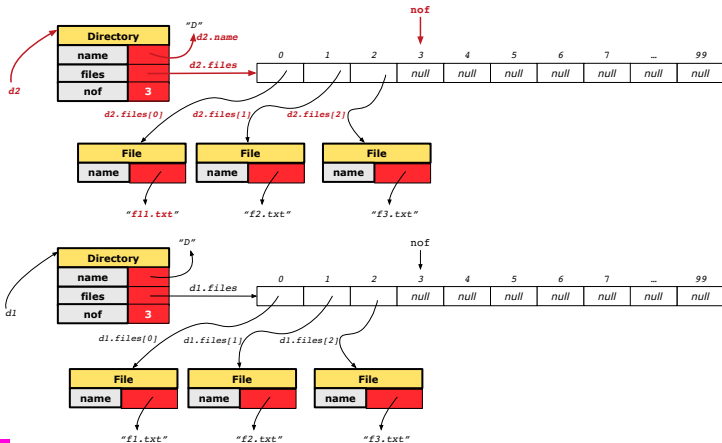 Directory
name
files
nof 3
d2
"D"
d2.name
d2.files
nof
0 1 2 3 4 5 6 7 … 99
null null null null null null null
d2.files[0] d2.files[1] d2.files[2]
File File File
name name name
"f11.txt" "f2.txt" "f3.txt"
Directory
name
files
nof 3
d1
"D"
d1.files
nof
0 1 2 3 4 5 6 7 … 99
null null null null null null null
d1.files[0] d1.files[1] d1.files[2]
File File File
name name name
"f1.txt" "f2.txt" "f3.txt"